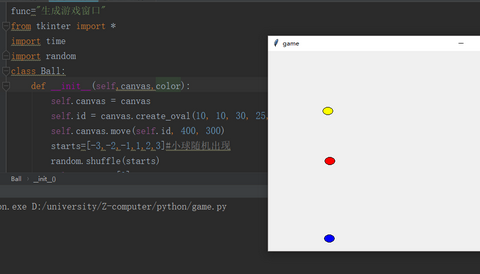 func="生成游戏窗口"
from tkinter import *
import time
import random
class Ball:
def __init__(self,canvas,color):
self.canvas = canvas
self.id = canvas.create_oval(10, 10, 30, 25,
self.canvas.move(self.id, 400, 300)
starts=[-3,-2,-1,1,2,3]#小球随机出现
random.shuffle(starts)
game
Ball › __init__()
on.exe D:/university/Z-computer/python/game.py